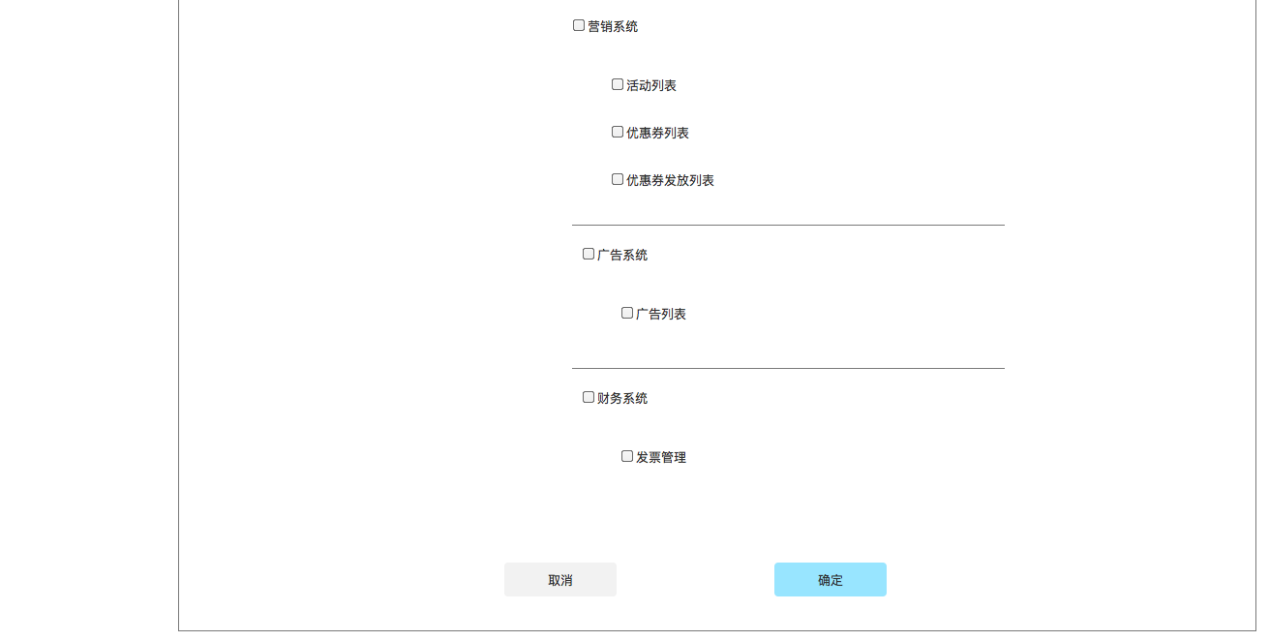 营销系统
活动列表
优惠券列表
优惠券发放列表
广告系统
广告列表
财务系统
发票管理
取消 确定